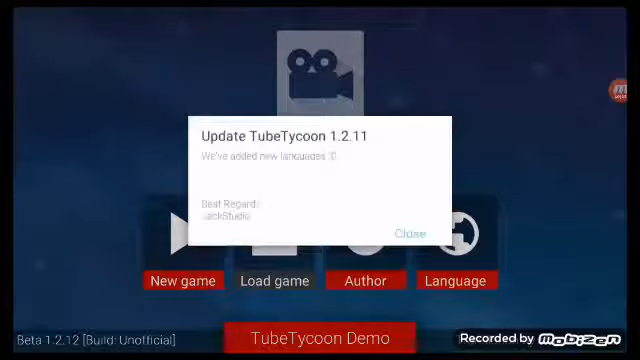 Update TubeTycoon 1.2.11
We've added new languages :D
Best Regards
JackStudio
Close
New game
Load game
Author
Language
Beta 1.2.12 [Build: Unofficial]
TubeTycoon Demo
Recorded by Mobizen